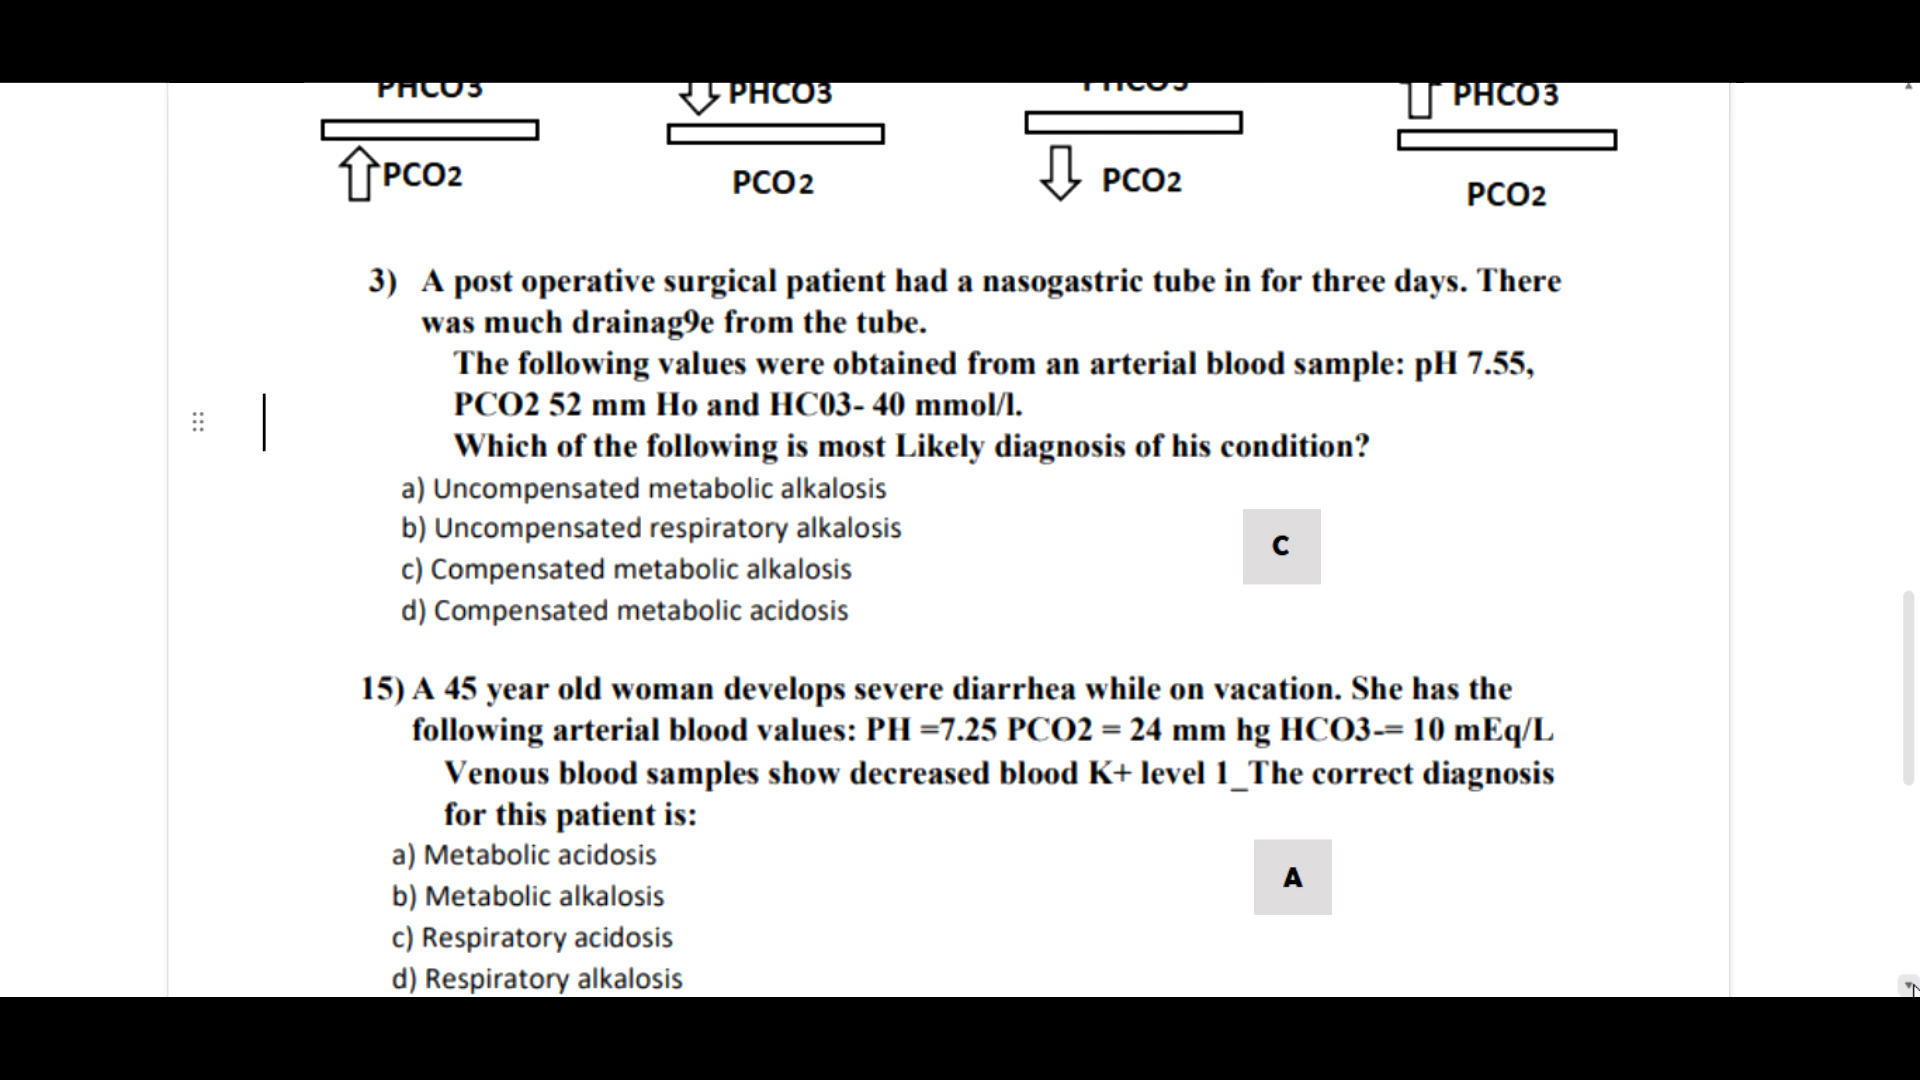 PHCO3 PHCO3 PHCO3 PHCO3
PCO2 PCO2 PCO2 PCO2
3) A post operative surgical patient had a nasogastric tube in for three days. There
was much drainag9e from the tube.
The following values were obtained from an arterial blood sample: pH 7.55,
PCO2 52 mm Ho and HC03- 40 mmol/l.
Which of the following is most Likely diagnosis of his condition?
a) Uncompensated metabolic alkalosis
b) Uncompensated respiratory alkalosis
c) Compensated metabolic alkalosis
d) Compensated metabolic acidosis
C
15) A 45 year old woman develops severe diarrhea while on vacation. She has the
following arterial blood values: PH =7.25 PCO2 = 24 mm hg HCO3-= 10 mEq/L
Venous blood samples show decreased blood K+ level 1_The correct diagnosis
for this patient is:
a) Metabolic acidosis
b) Metabolic alkalosis
c) Respiratory acidosis
d) Respiratory alkalosis
A